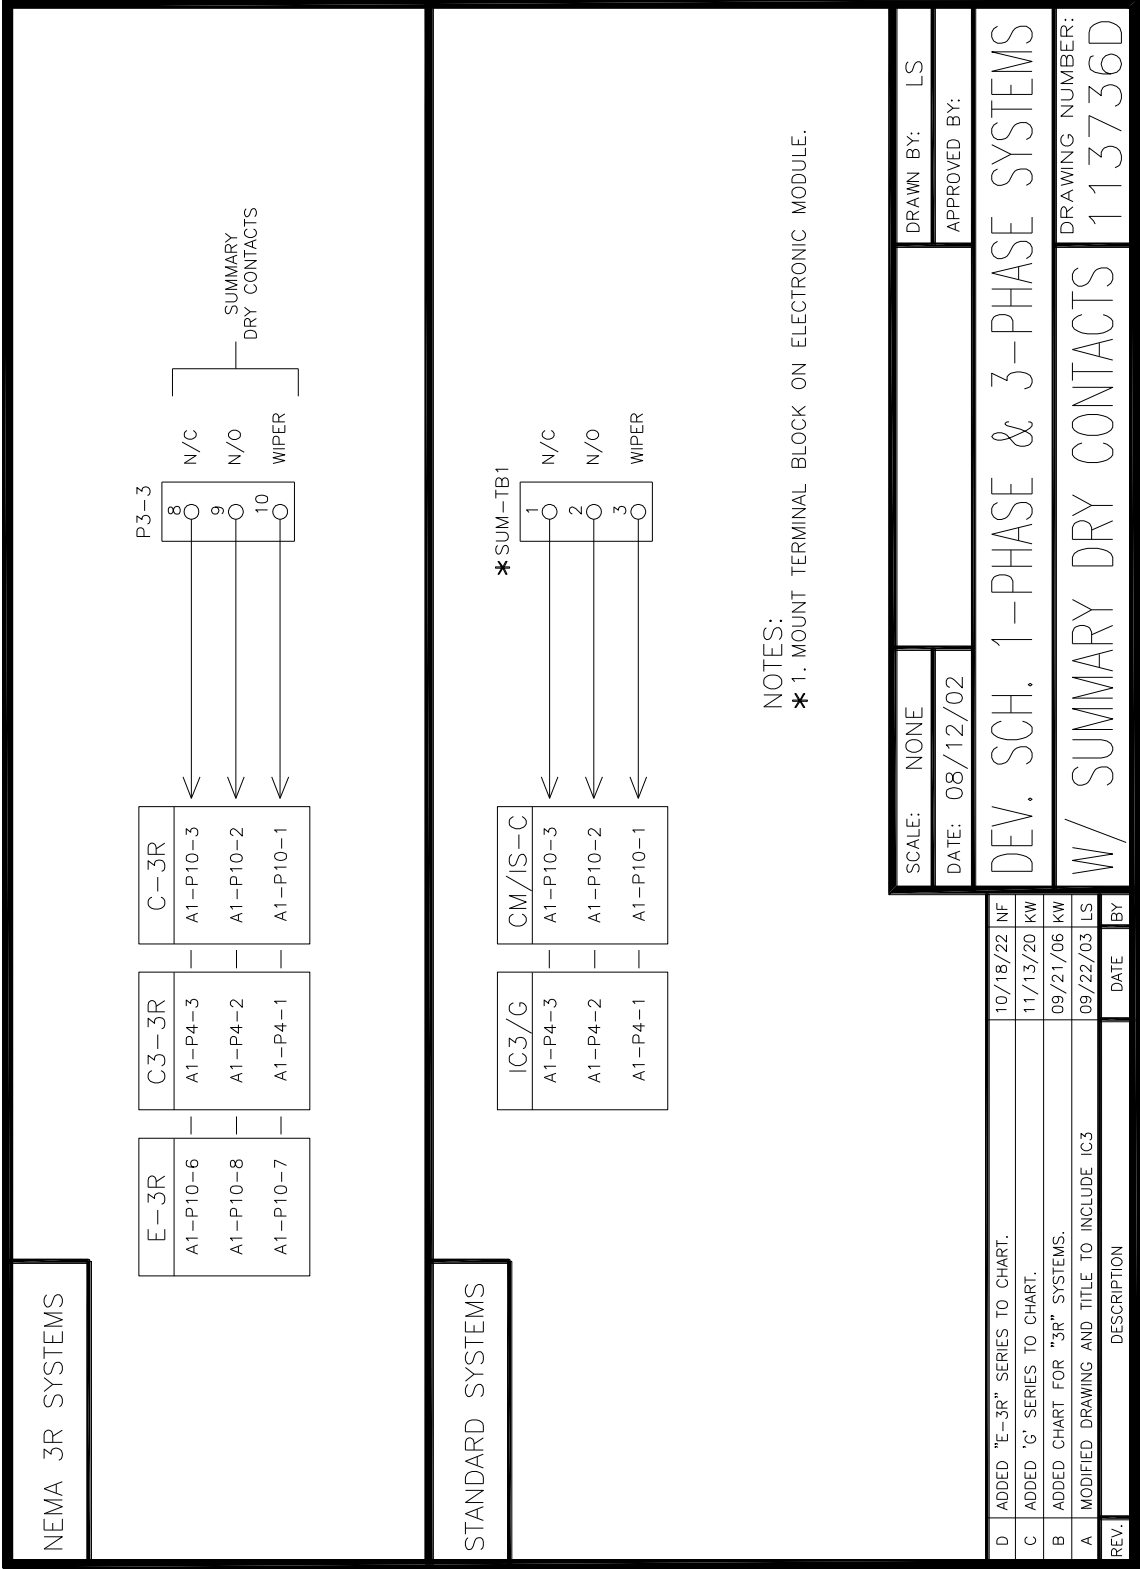 NEMA 3R SYSTEMS
E-3R
A1-P10-6
A1-P10-8
A1-P10-7
C3-3R
A1-P4-3
A1-P4-2
A1-P4-1
C-3R
A1-P10-3
A1-P10-2
A1-P10-1
P3-3
8
9
10
N/C
N/O
WIPER
SUMMARY
DRY CONTACTS
STANDARD SYSTEMS
IC3/G
A1-P4-3
A1-P4-2
A1-P4-1
CM/IS-C
A1-P10-3
A1-P10-2
A1-P10-1
*SUM-TB1
1
2
3
N/C
N/O
WIPER
NOTES:
* 1. MOUNT TERMINAL BLOCK ON ELECTRONIC MODULE.
D ADDED "E-3R" SERIES TO CHART. 10/18/22 NF
C ADDED 'G' SERIES TO CHART. 11/13/20 KW
B ADDED CHART FOR "3R" SYSTEMS. 09/21/06 KW
A MODIFIED DRAWING AND TITLE TO INCLUDE IC3 09/22/03 LS
REV. DESCRIPTION DATE BY
SCALE: NONE
DRAWN BY: LS
DATE: 08/12/02
APPROVED BY:
DEV. SCH. 1-PHASE & 3-PHASE SYSTEMS
W/ SUMMARY DRY CONTACTS
DRAWING NUMBER:
113736D